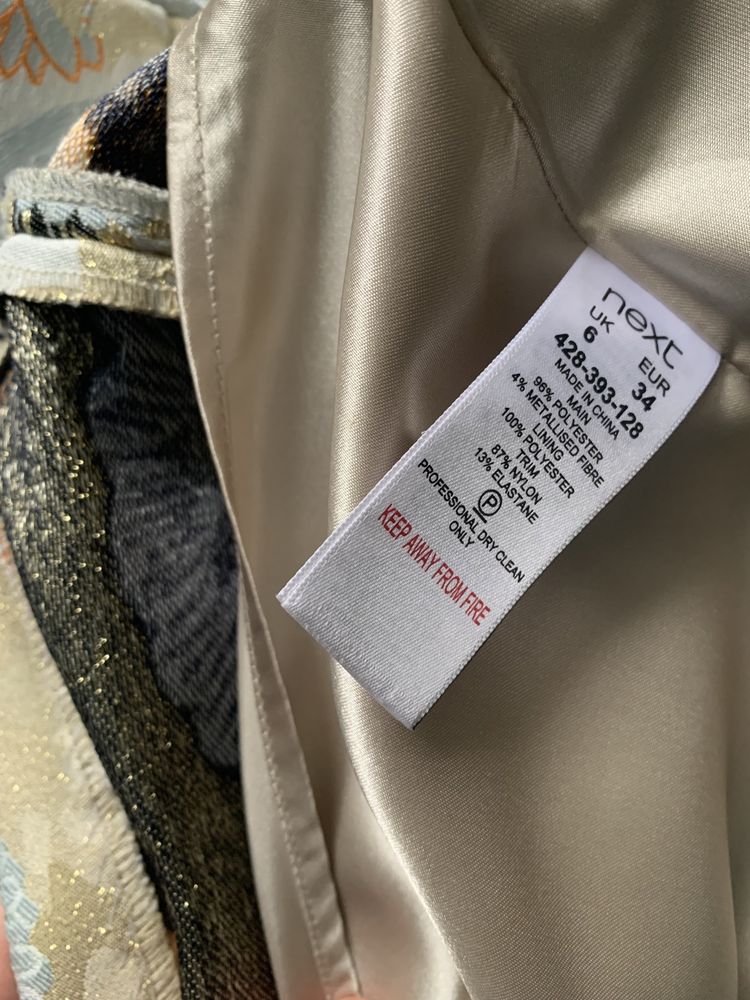 next
UK EUR
6 34
428-393-128
MADE IN CHINA
MAIN
96% POLYESTER
4% METALLISED FIBRE
LINING
100% POLYESTER
TRIM
87% NYLON
13% ELASTANE
P
PROFESSIONAL DRY CLEAN
ONLY
KEEP AWAY FROM FIRE